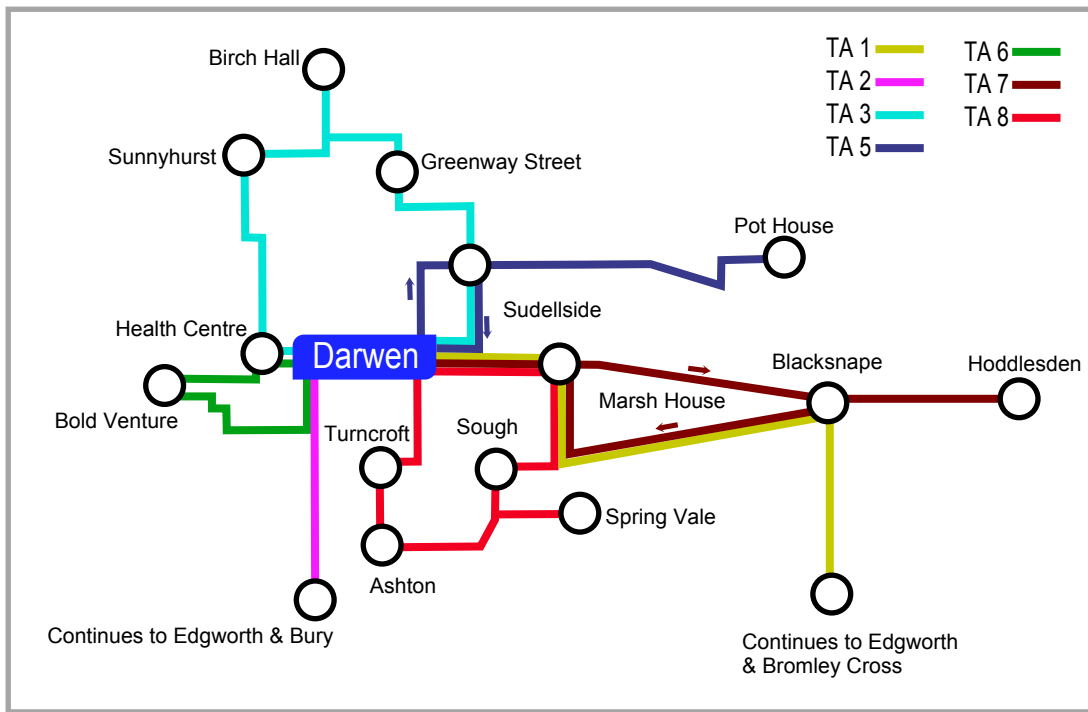 Birch Hall
TA 1
TA 2
TA 3
TA 5
TA 6
TA 7
TA 8
Sunnyhurst
Greenway Street
Pot House
Sudellside
Health Centre
Darwen
Blacksnape
Hoddlesden
Bold Venture
Marsh House
Turncroft
Sough
Spring Vale
Ashton
Continues to Edgworth & Bury
Continues to Edgworth
& Bromley Cross